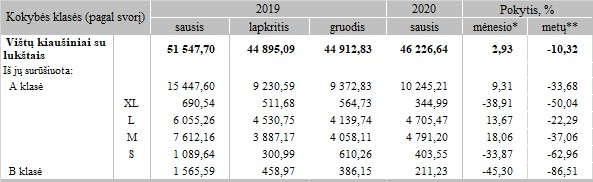 Kokybės klasės (pagal svorį) 2019 2020 Pokytis, %
sausis lapkritis gruodis sausis mėnesio* metų**
Vištų kiaušiniai su lukštais 51 547,70 44 895,09 44 912,83 46 226,64 2,93 -10,32
Iš jų surūšiuota:
A klasė 15 447,60 9 230,59 9 372,83 10 245,21 9,31 -33,68
XL 690,54 511,68 564,73 344,99 -38,91 -50,04
L 6 055,26 4 530,75 4 139,74 4 705,47 13,67 -22,29
M 7 612,16 3 887,17 4 058,11 4 791,20 18,06 -37,06
S 1 089,64 300,99 610,26 403,55 -33,87 -62,96
B klasė 1 565,59 458,97 386,15 211,23 -45,30 -86,51